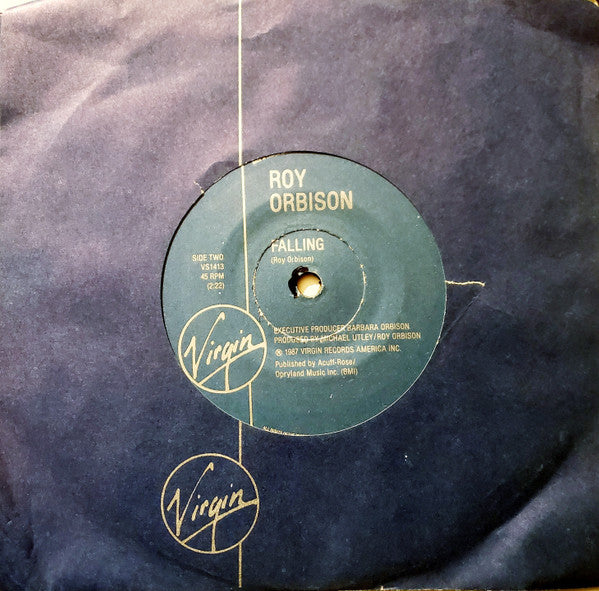 ROY
ORBISON
FALLING
(Roy Orbison)
SIDE TWO
VS1413
45 RPM
(2:22)
EXECUTIVE PRODUCER BARBARA ORBISON
PRODUCED BY MICHAEL UTLEY/ROY ORBISON
℗ 1987 VIRGIN RECORDS AMERICA INC.
Published by Acuff-Rose/
Opryland Music Inc. (BMI)
Virgin
Virgin